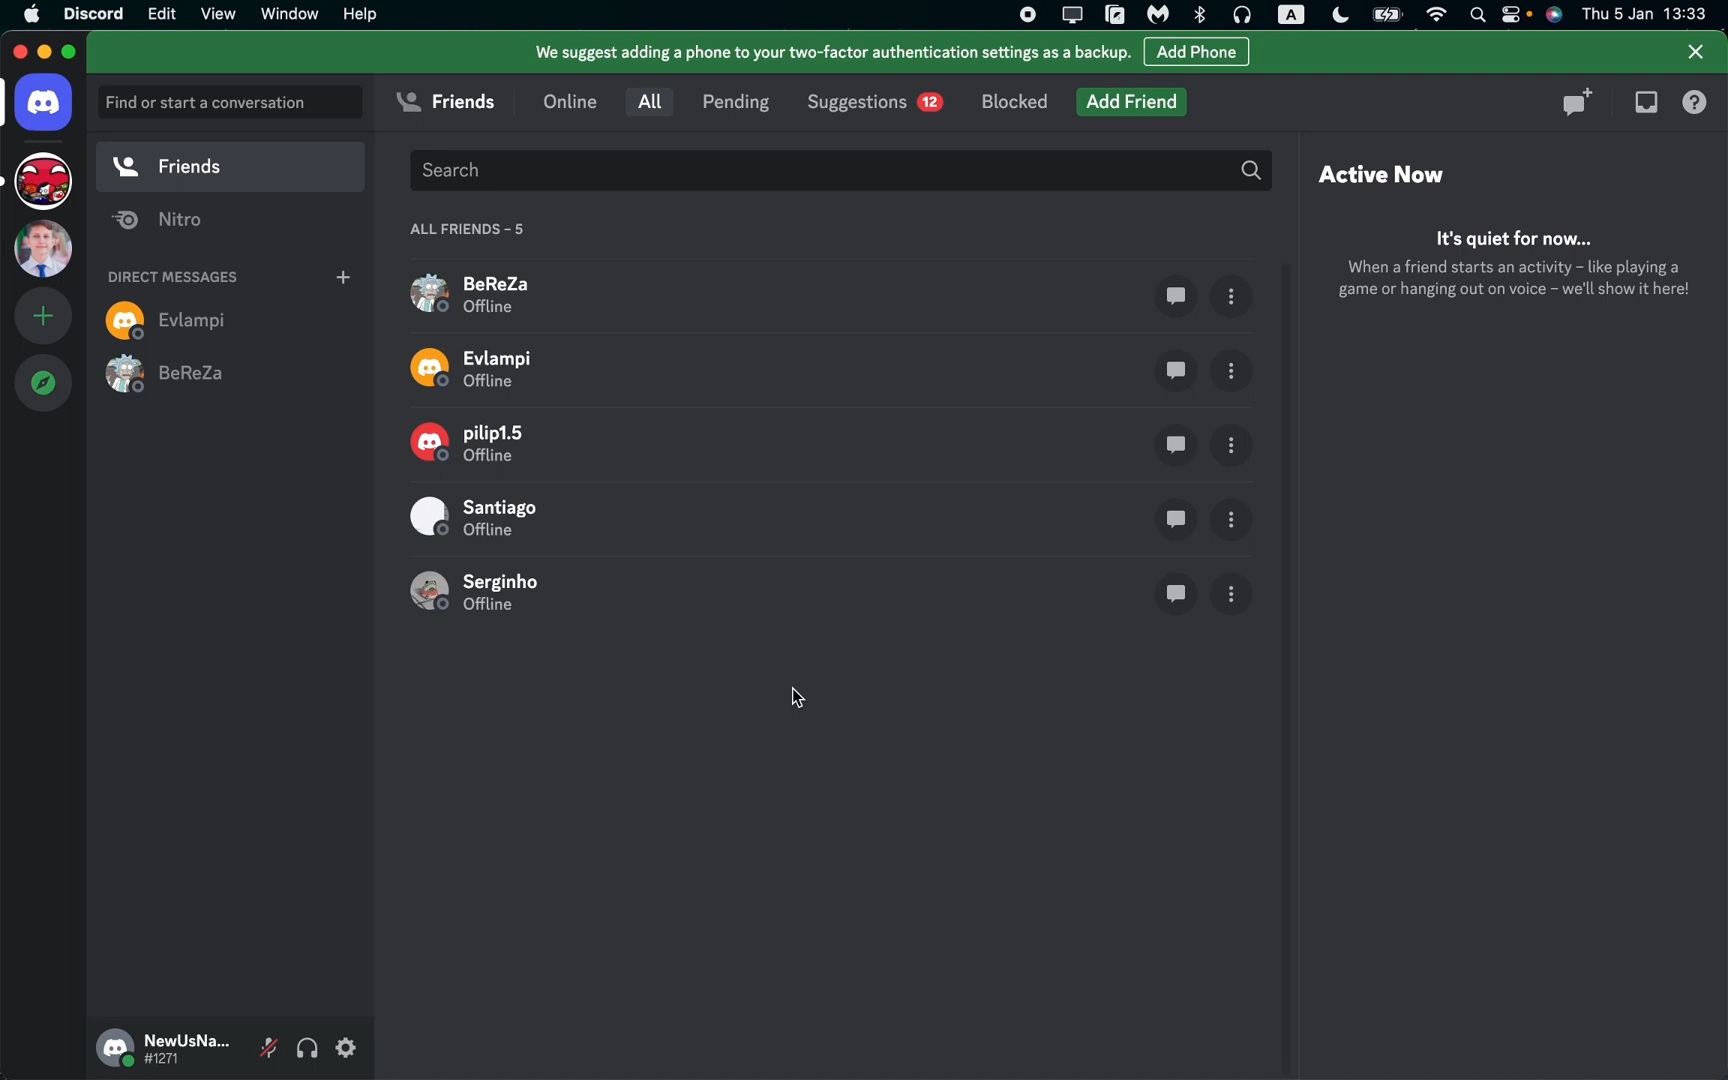 Discord Edit View Window Help A Thu 5 Jan 13:33
We suggest adding a phone to your two-factor authentication settings as a backup. Add Phone
Find or start a conversation
Friends Online All Pending Suggestions 12 Blocked Add Friend
Friends
Nitro
DIRECT MESSAGES
Evlampi
BeReZa
Search
ALL FRIENDS – 5
BeReZa
Offline
Evlampi
Offline
pilip1.5
Offline
Santiago
Offline
Serginho
Offline
Active Now
It's quiet for now...
When a friend starts an activity – like playing a
game or hanging out on voice – we'll show it here!
NewUsNa...
#1271